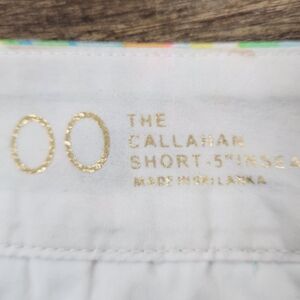 00
THE
CALLAHAN
SHORT-5" INSEA
MADE IN SRI LANKA